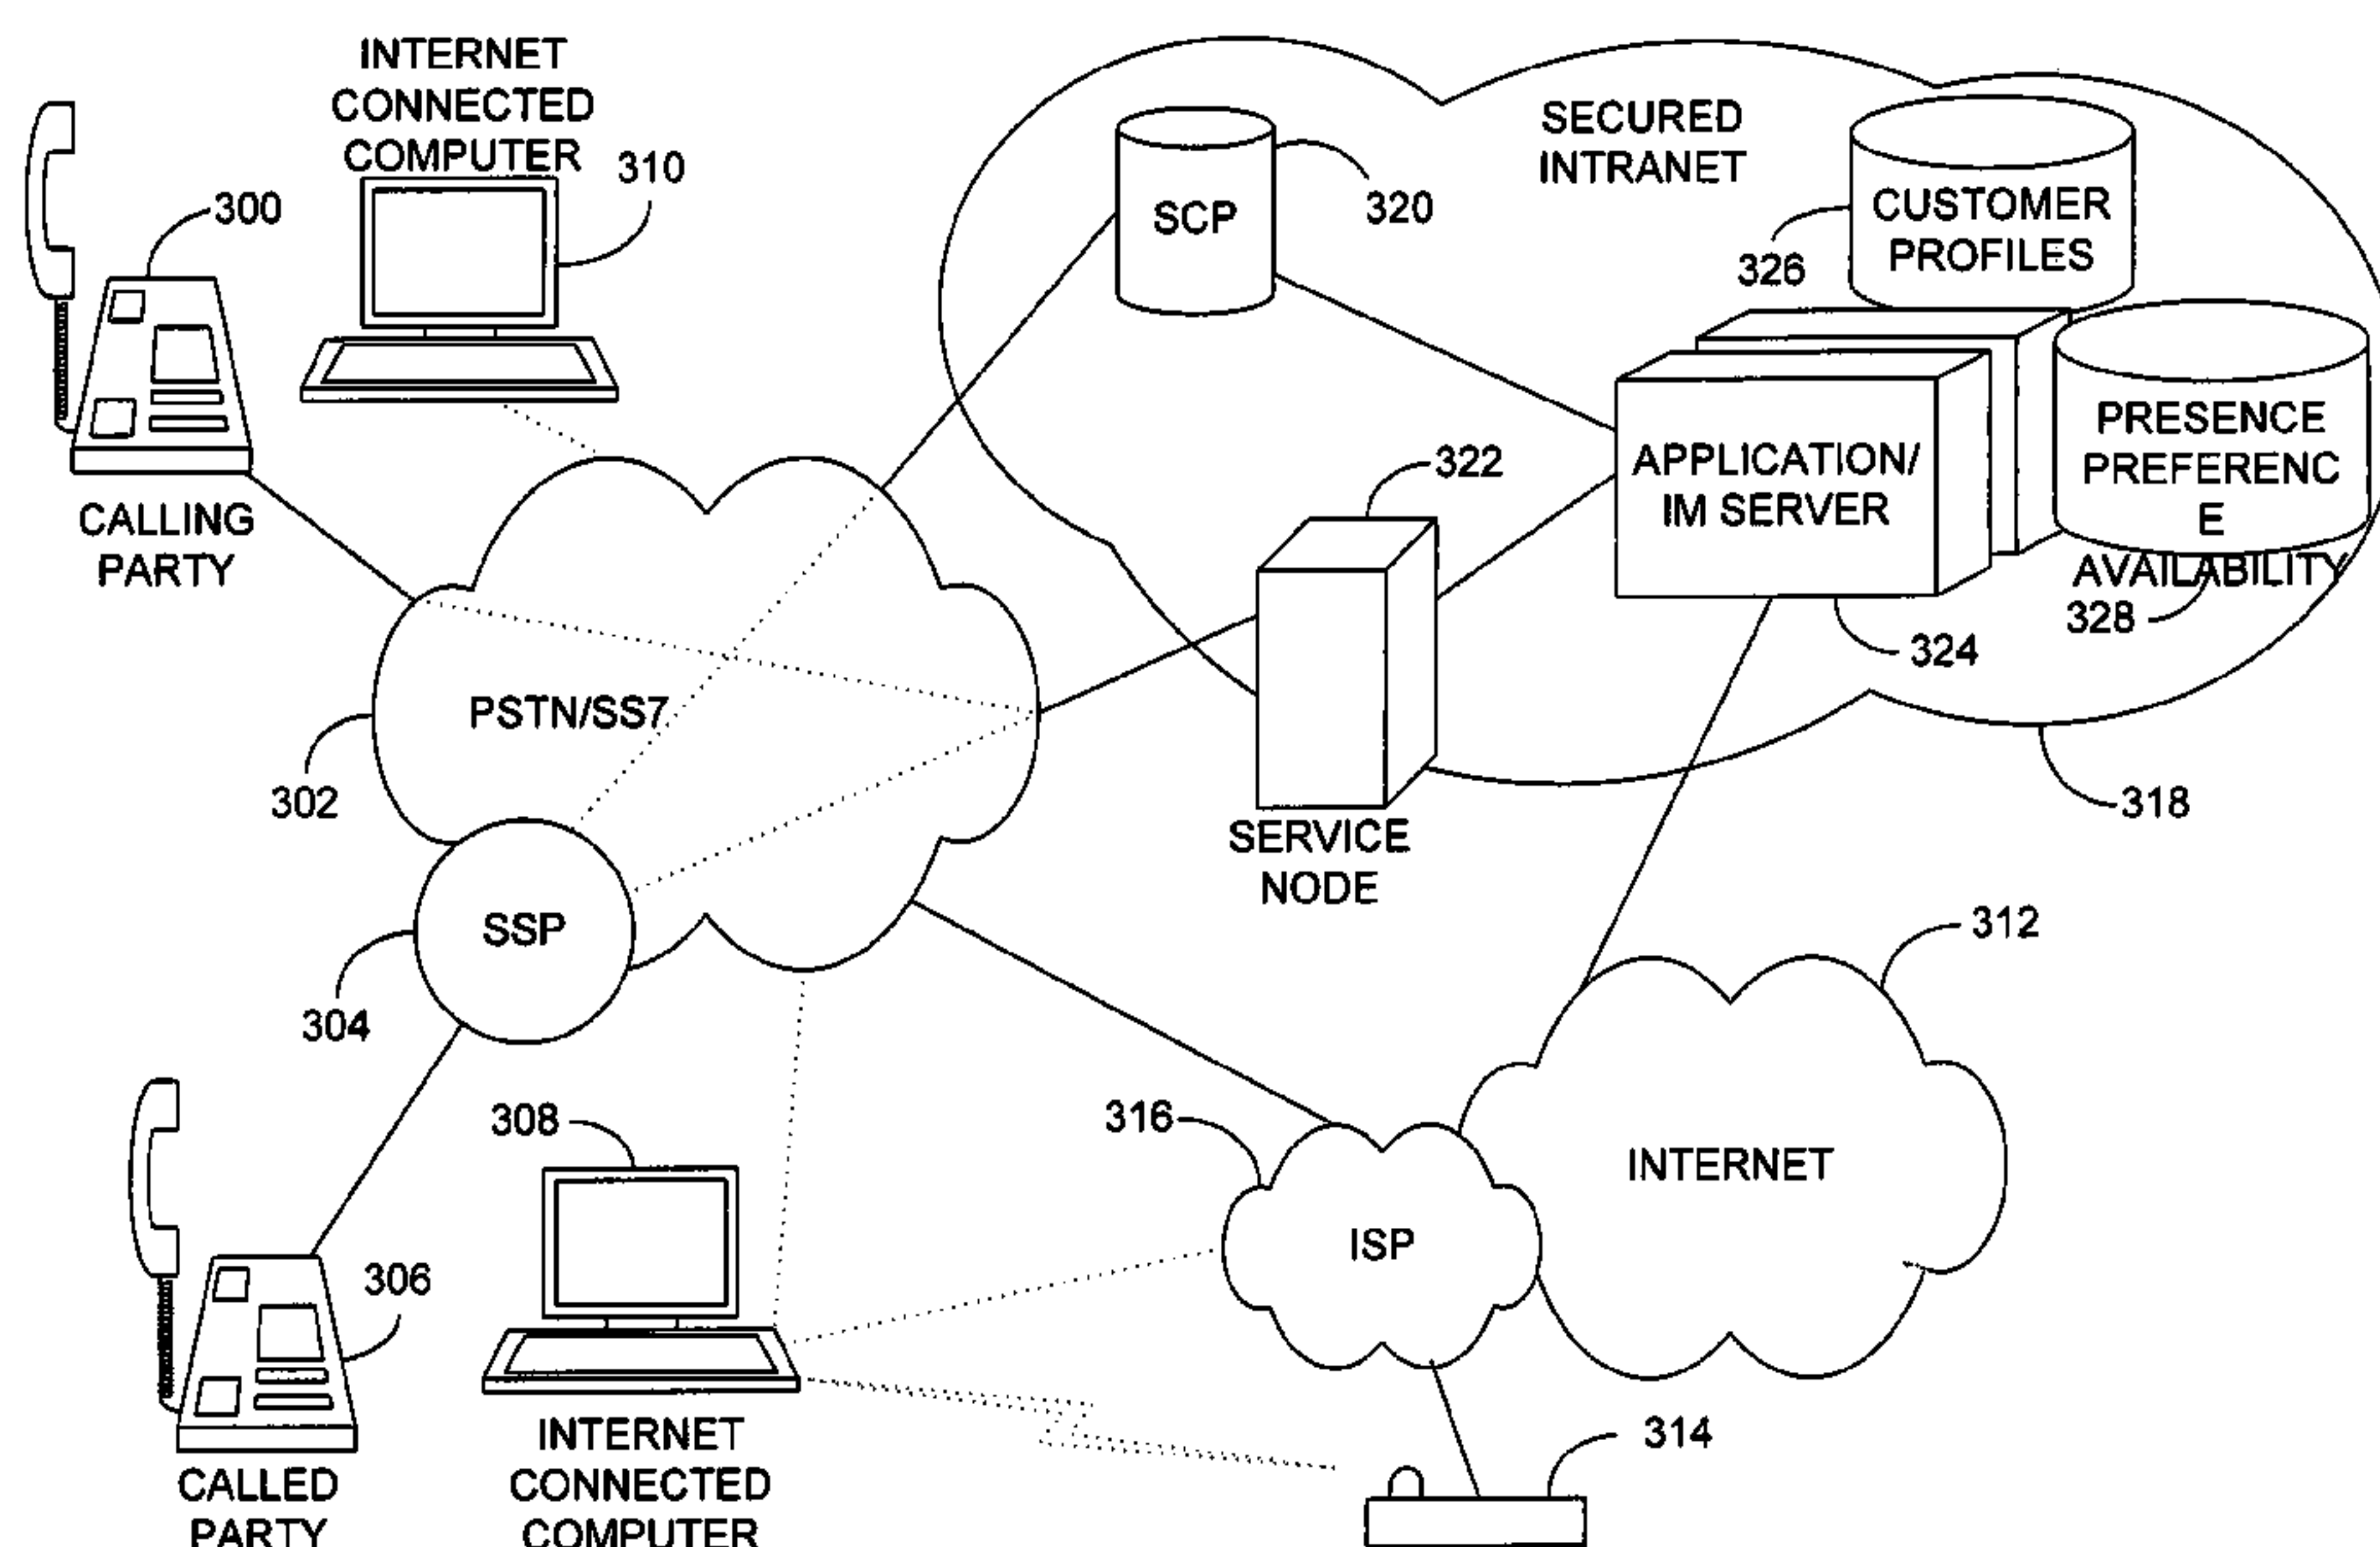 INTERNET
CONNECTED
COMPUTER
310
300
CALLING
PARTY
SECURED
INTRANET
SCP
320
CUSTOMER
PROFILES
326
322
APPLICATION/
IM SERVER
PRESENCE
PREFERENC
E
AVAILABILITY
328
324
PSTN/SS7
302
318
SERVICE
NODE
SSP
304
312
308
316
INTERNET
ISP
306
314
CALLED
PARTY
INTERNET
CONNECTED
COMPUTER